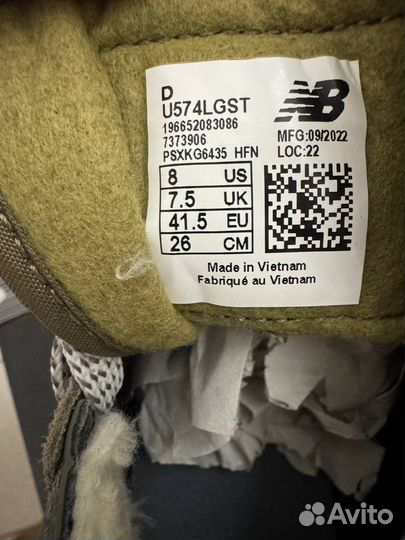 D
U574LGST
196652083086
7373906
PSXKG6435 HFN
NB
MFG:09/2022
LOC:22
8 US
7.5 UK
41.5 EU
26 CM
Made in Vietnam
Fabriqué au Vietnam
Avito